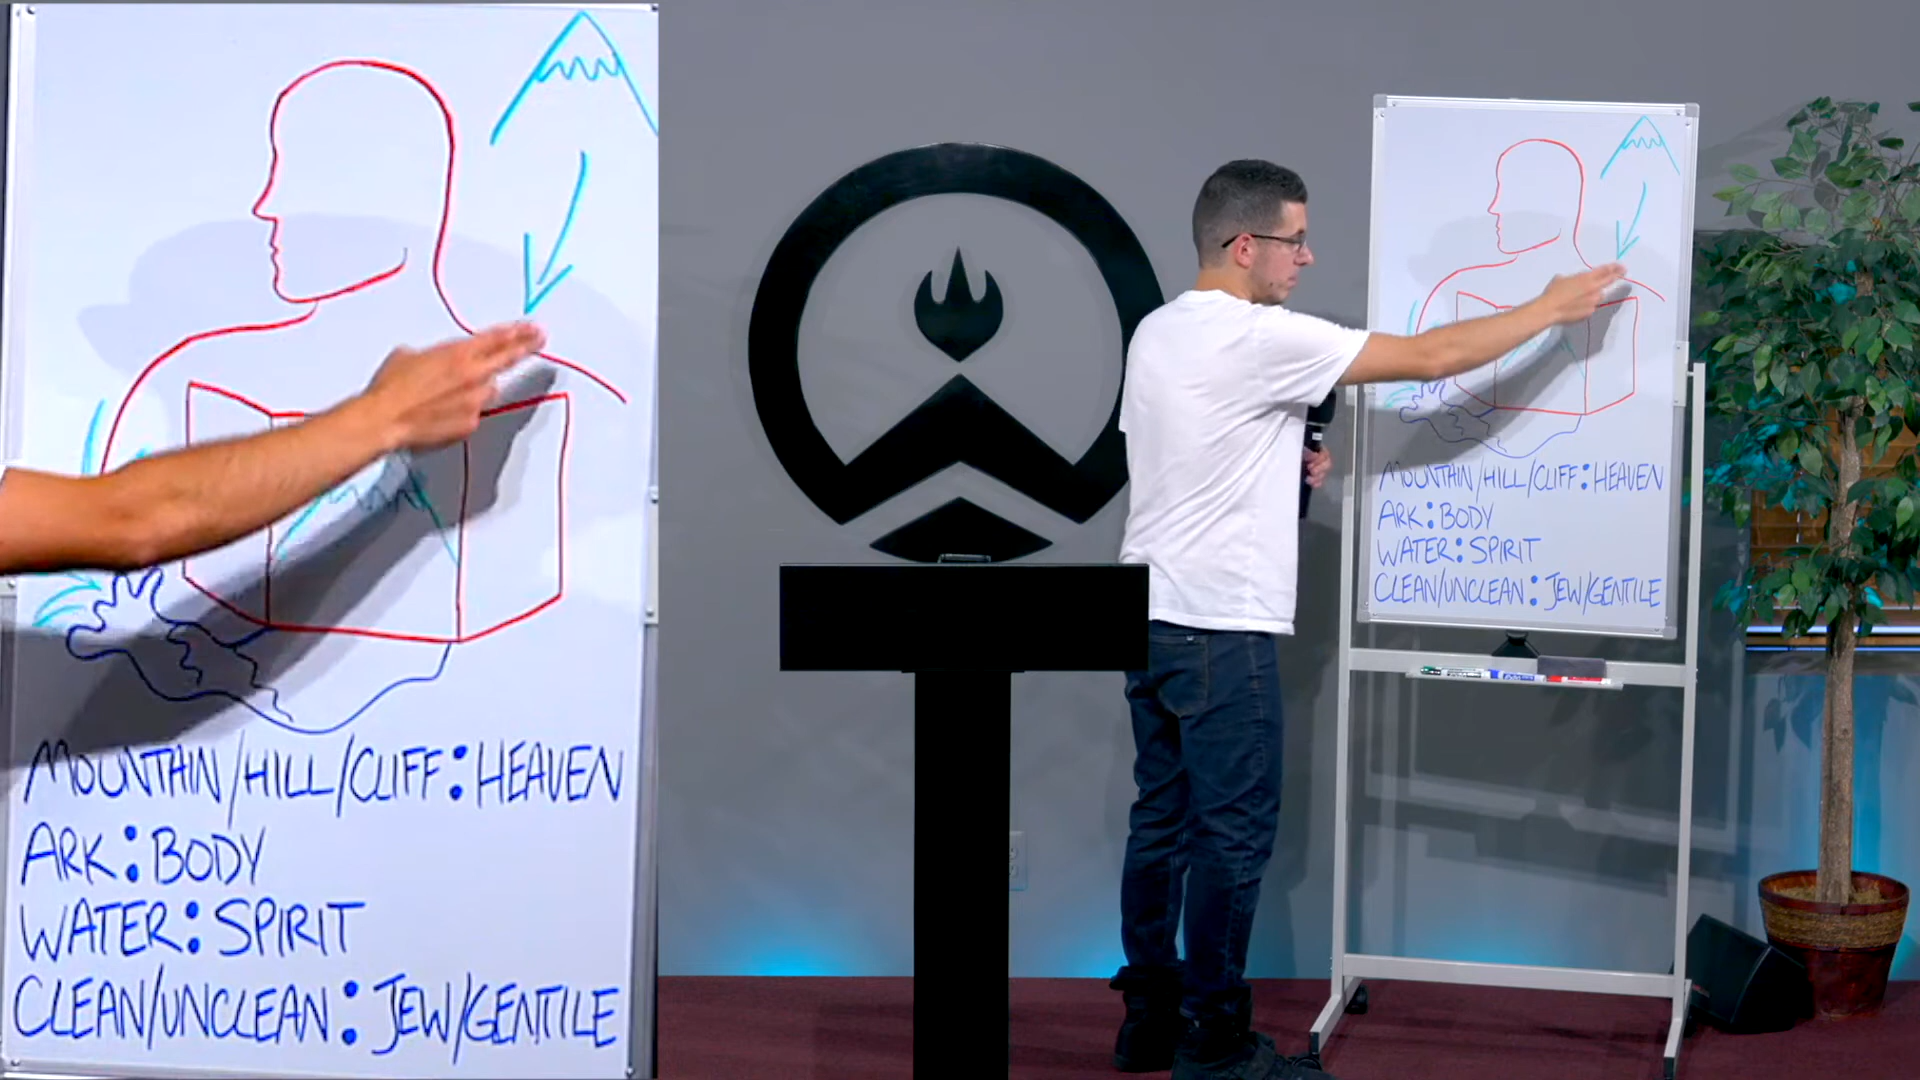 MOUNTAIN/HILL/CLIFF: HEAVEN
ARK: BODY
WATER: SPIRIT
CLEAN/UNCLEAN: JEW/GENTILE
MOUNTAIN/HILL/CLIFF: HEAVEN
ARK: BODY
WATER: SPIRIT
CLEAN/UNCLEAN: JEW/GENTILE